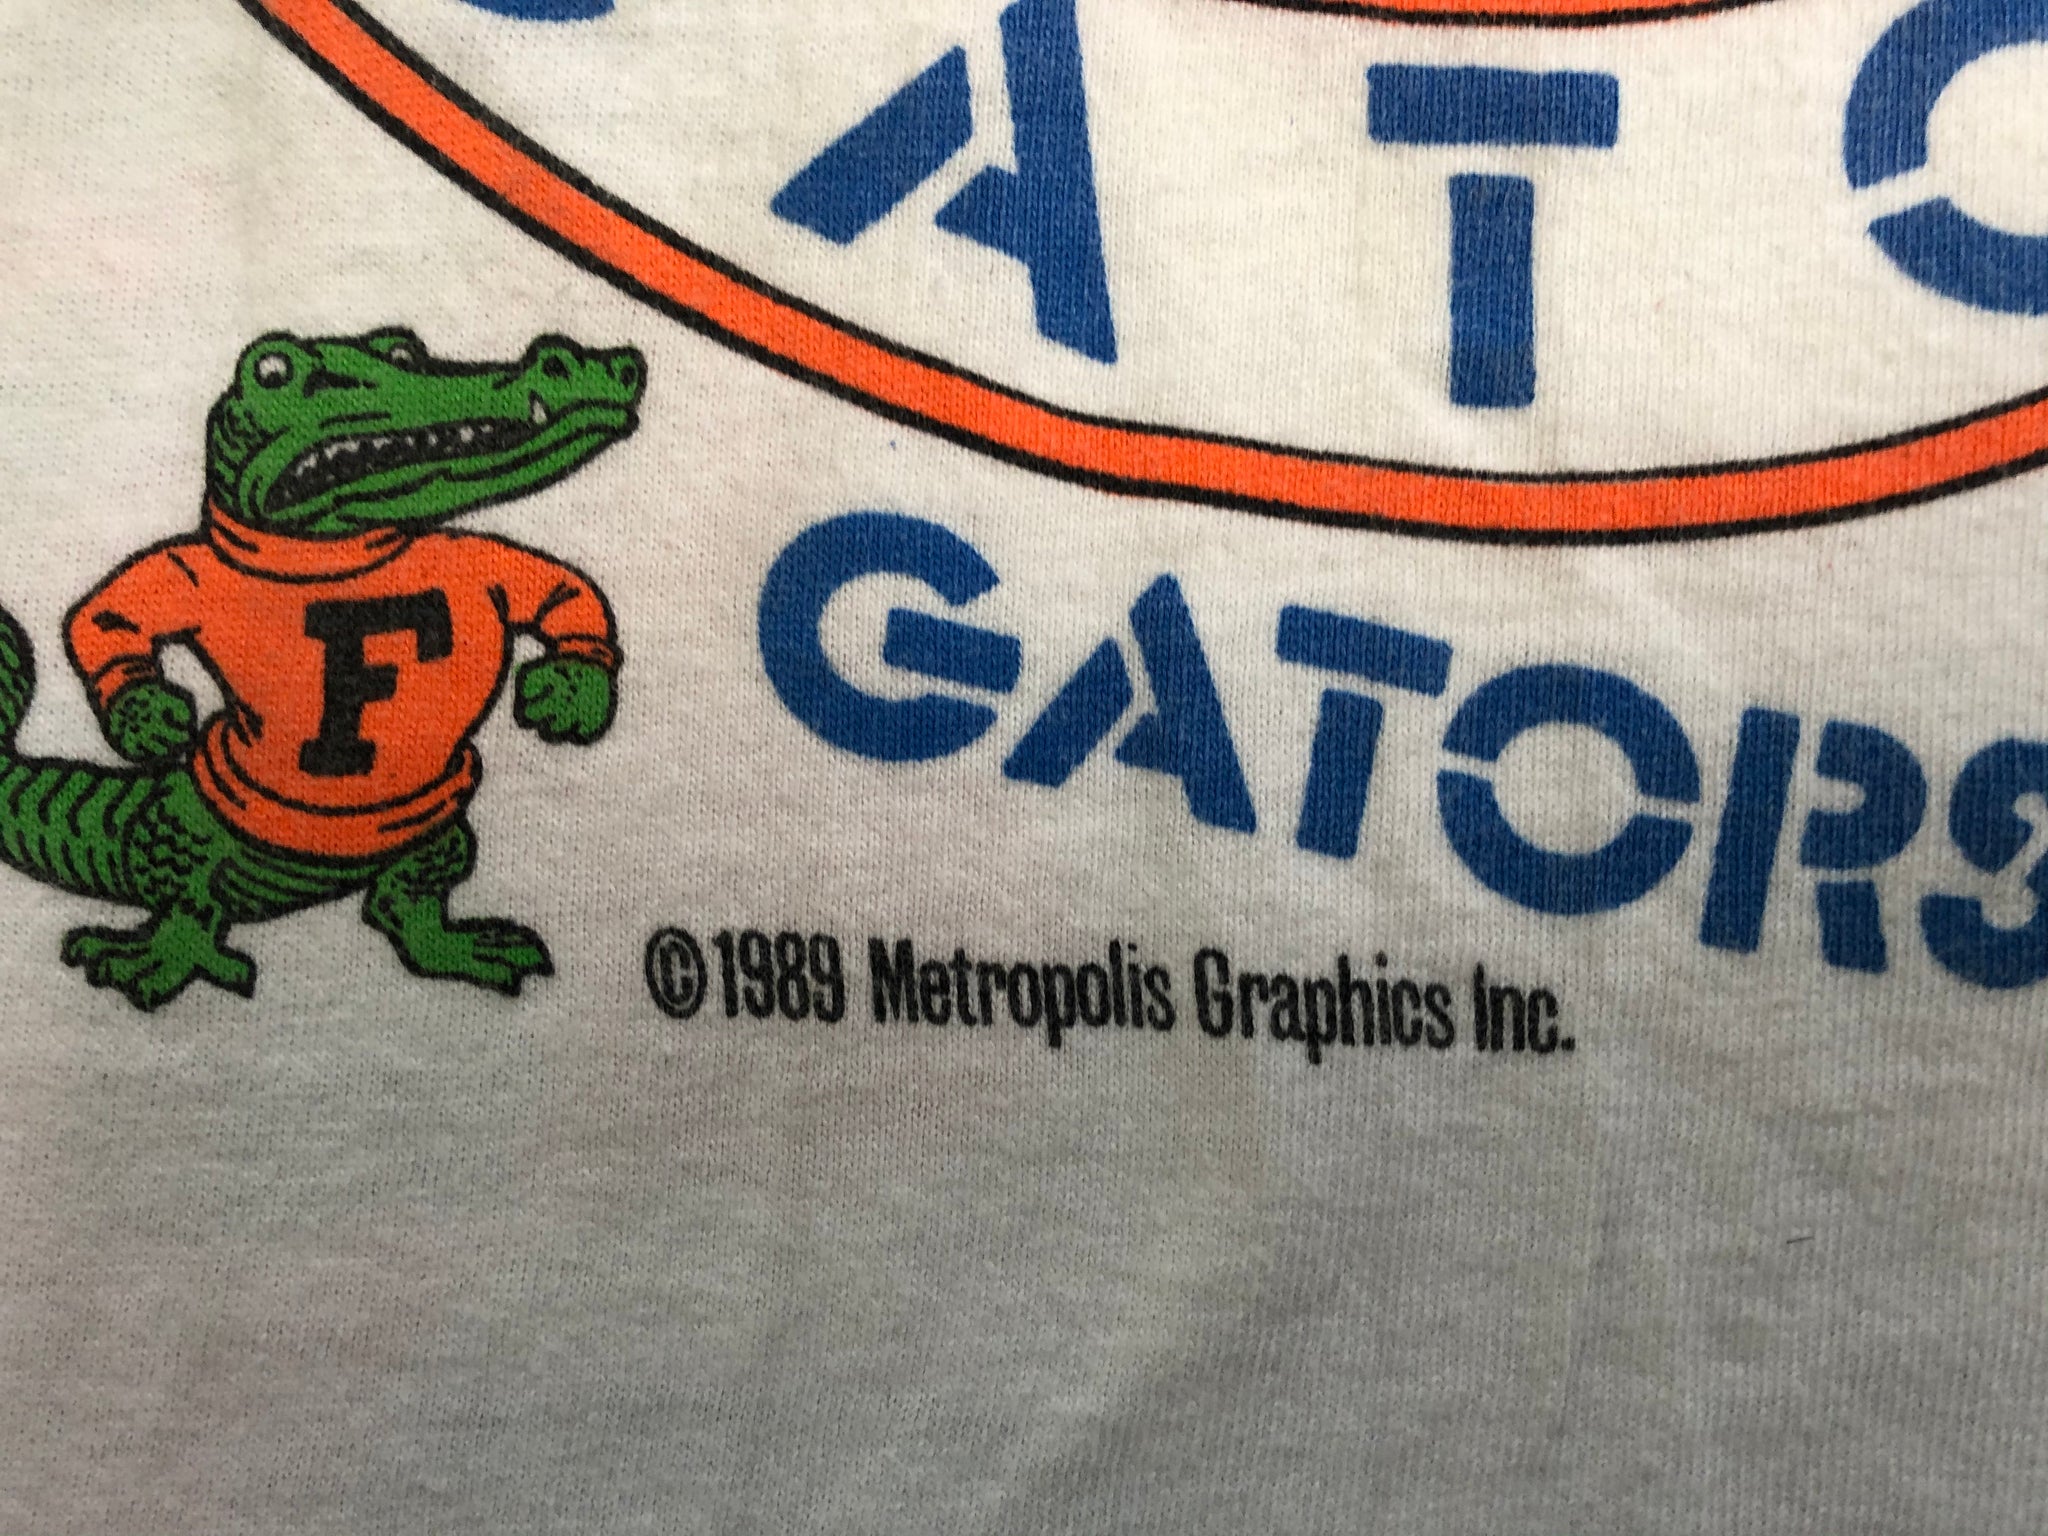 A T
GATORS
F
©1989 Metropolis Graphics Inc.